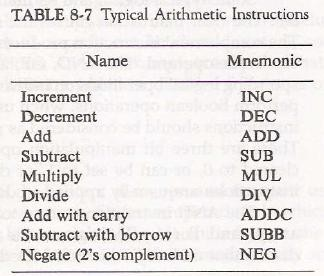 TABLE 8-7 Typical Arithmetic Instructions
Name Mnemonic
Increment INC
Decrement DEC
Add ADD
Subtract SUB
Multiply MUL
Divide DIV
Add with carry ADDC
Subtract with borrow SUBB
Negate (2's complement) NEG